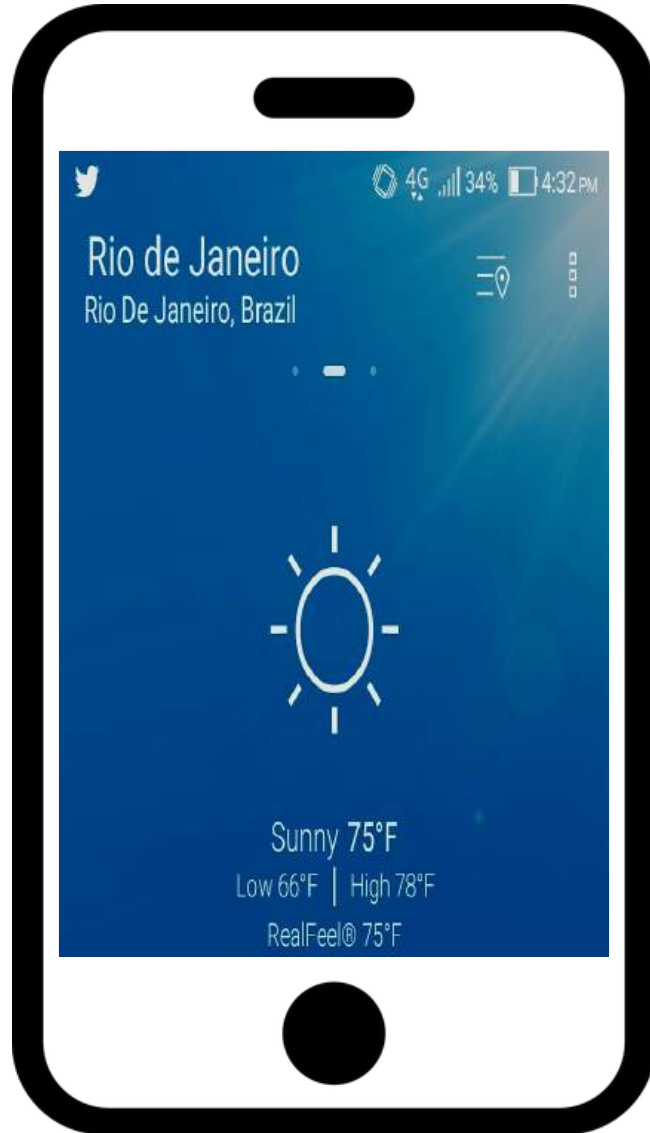 4G 34% 4:32 PM
Rio de Janeiro
Rio De Janeiro, Brazil
Sunny 75°F
Low 66°F | High 78°F
RealFeel® 75°F